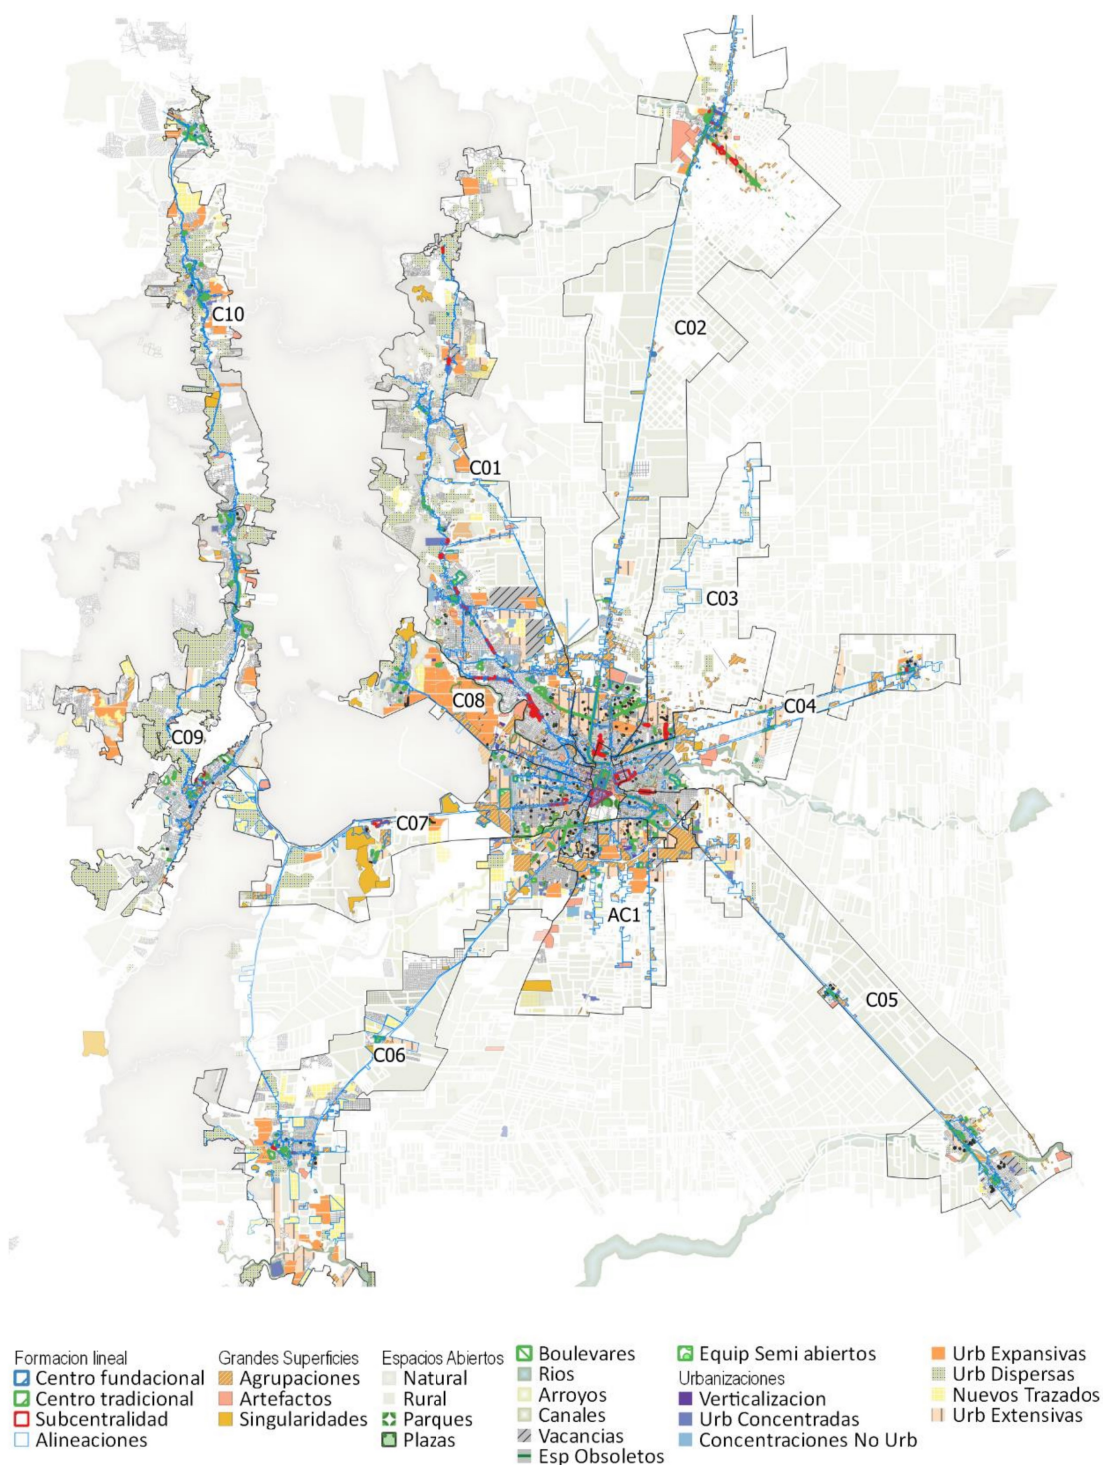 C10
C02
C01
C03
C08
C04
C09
C07
AC1
C05
C06
Formacion lineal
Centro fundacional
Centro tradicional
Subcentralidad
Alineaciones
Grandes Superficies
Agrupaciones
Artefactos
Singularidades
Espacios Abiertos
Natural
Rural
Parques
Plazas
Boulevares
Rios
Arroyos
Canales
Vacancias
Esp Obsoletos
Equip Semi abiertos
Urbanizaciones
Verticalizacion
Urb Concentradas
Concentraciones No Urb
Urb Expansivas
Urb Dispersas
Nuevos Trazados
Urb Extensivas